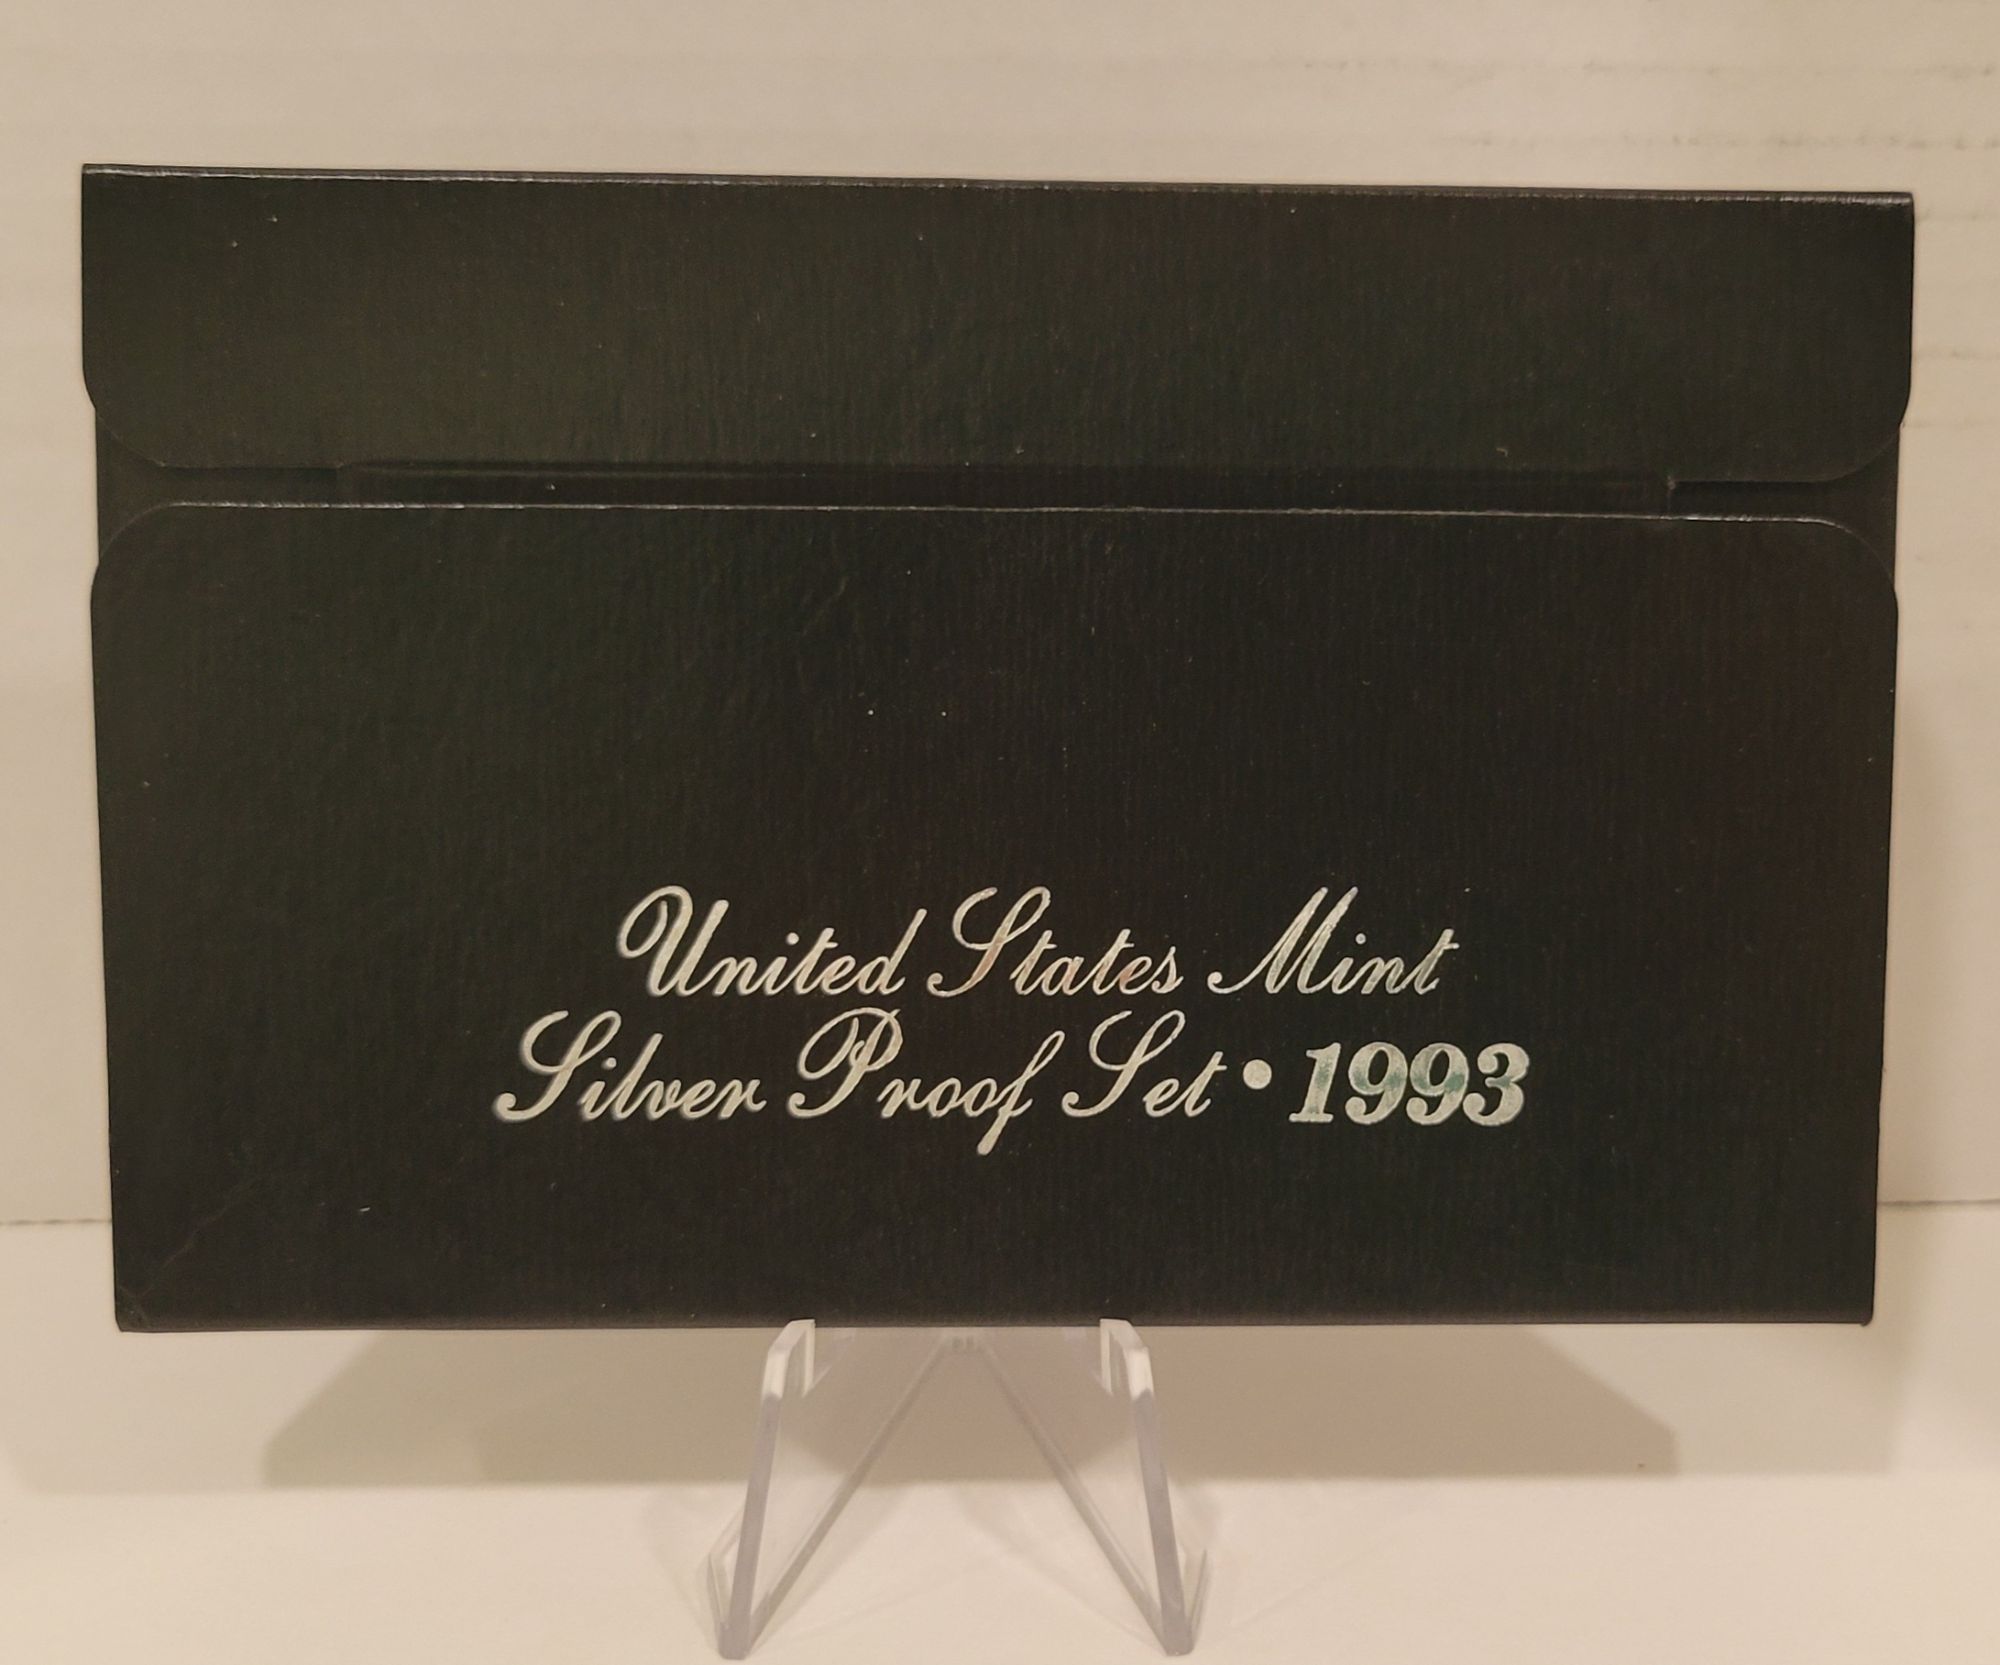 United States Mint
Silver Proof Set • 1993